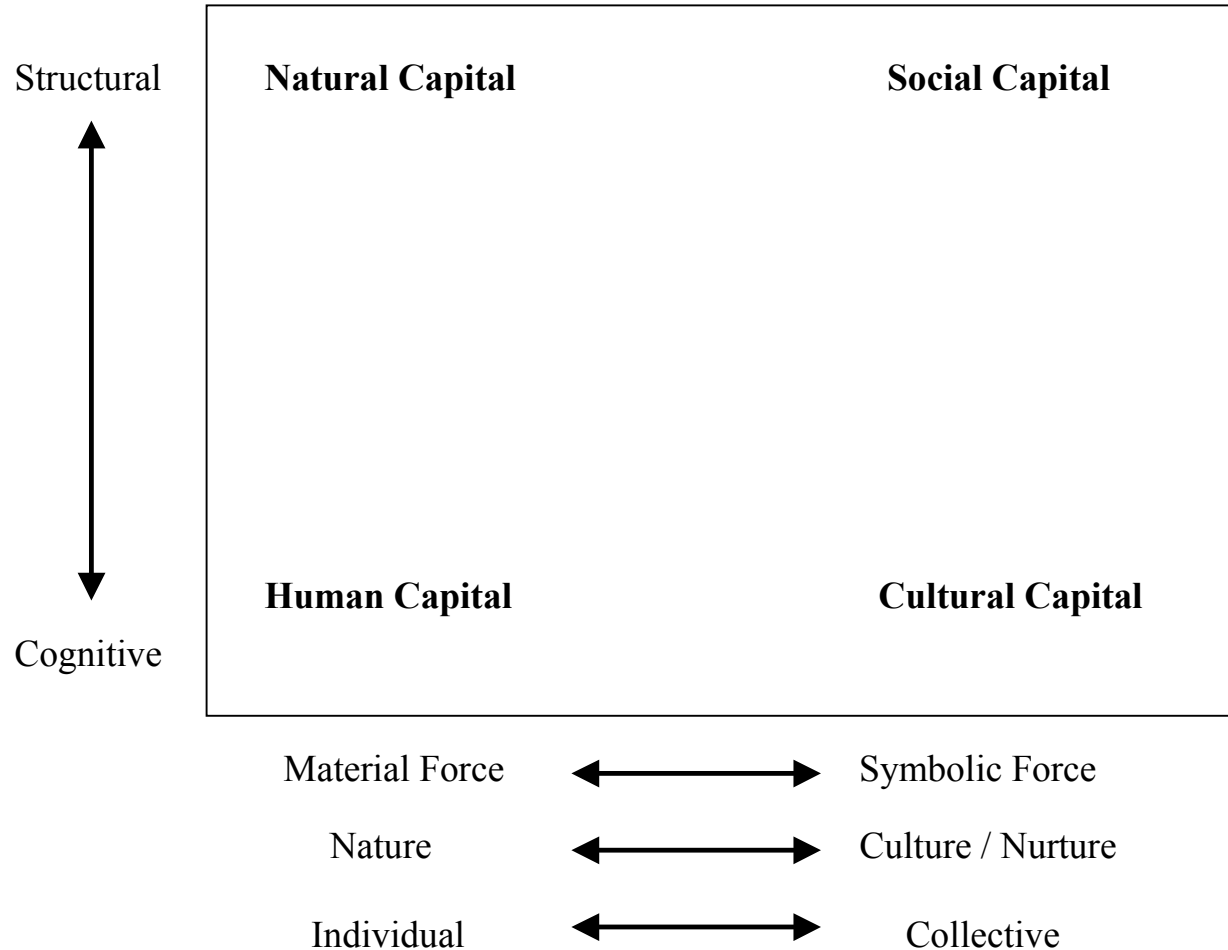 Structural Natural Capital Social Capital
Human Capital Cultural Capital
Cognitive
Material Force Symbolic Force
Nature Culture / Nurture
Individual Collective